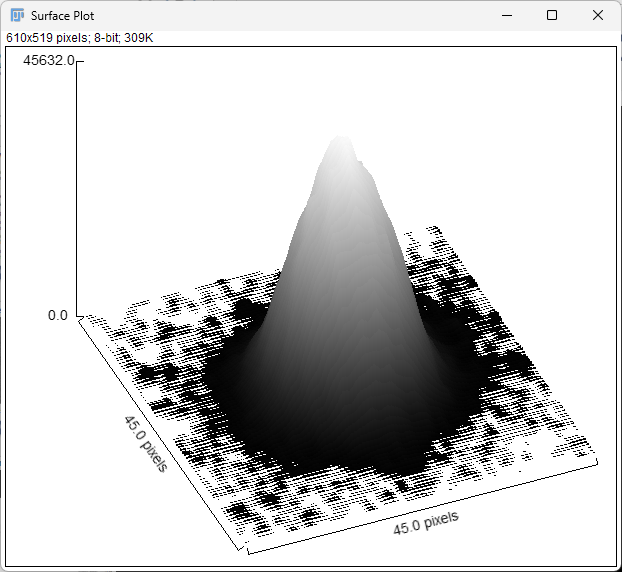 Surface Plot
610x519 pixels; 8-bit; 309K
45632.0
0.0
45.0 pixels
45.0 pixels